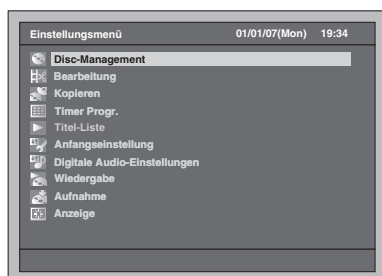 Einstellungsmenü 01/01/07(Mon) 19:34
Disc-Management
Bearbeitung
Kopieren
Timer Progr.
Titel-Liste
Anfangseinstellung
Digitale Audio-Einstellungen
Wiedergabe
Aufnahme
Anzeige